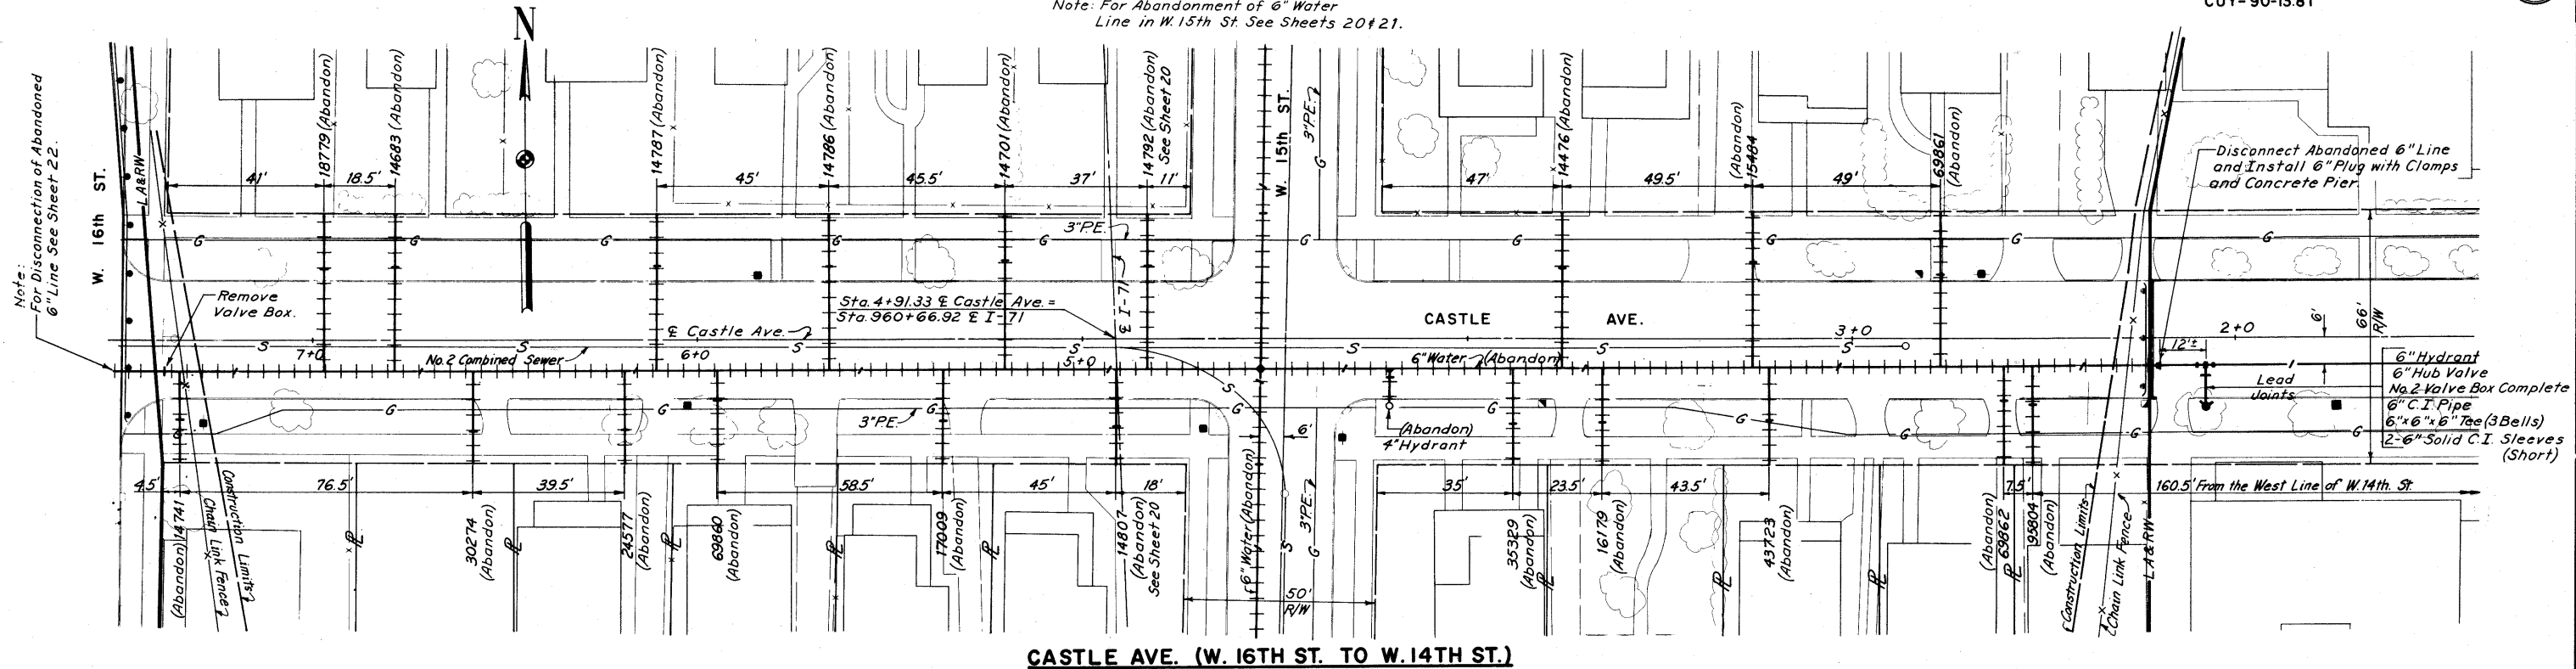 Note: For Abandonment of 6" Water
Line in W. 15th St. See Sheets 20 & 21.
CUY-90-15.81
N
Note:
For Disconnection of Abandoned
6" Line See Sheet 22.
W. 16th ST.
LA&RW
41'
18779 (Abandon)
18.5'
14683 (Abandon)
14787 (Abandon)
45'
14786 (Abandon)
45.5'
14701 (Abandon)
37'
14792 (Abandon)
See Sheet 20
11'
W. 15th ST.
3" P.E.
G
47'
14476 (Abandon)
49.5'
(Abandon)
15484
49'
69861
(Abandon)
Disconnect Abandoned 6" Line
and Install 6" Plug with Clamps
and Concrete Pier.
G G G G G G G G G G
3" P.E.
Remove
Valve Box.
Sta. 4+91.33 ℄ Castle Ave. =
Sta. 960+66.92 ℄ I-71
℄ I-71
℄ Castle Ave.
CASTLE AVE.
S S S S S S S
7+0
No. 2 Combined Sewer
6+0
5+0
6" Water (Abandon)
3+0
2+0
6'
66'
R/W
12'±
6" Hydrant
6" Hub Valve
No. 2 Valve Box Complete
6" C.I. Pipe
6"x6"x6" Tee (3 Bells)
2-6" Solid C.I. Sleeves
(Short)
Lead
Joints
G G G G G G G G G
3" P.E.
S
6'
(Abandon)
4" Hydrant
4.5'
(Abandon) 14741
Chain Link Fence
Construction Limits
76.5'
30274
(Abandon)
39.5'
24577
(Abandon)
69860
(Abandon)
58.5'
17009
(Abandon)
45'
14807
(Abandon)
See Sheet 20
18'
6" Water (Abandon)
S
G
3" P.E.
50'
R/W
35'
35329
(Abandon)
23.5'
16179
(Abandon)
43.5'
43723
(Abandon)
(Abandon)
69862
7.5'
95804
(Abandon)
Construction Limits
Chain Link Fence
LA&RW
160.5' From the West Line of W. 14th. St.
CASTLE AVE. (W. 16TH ST. TO W. 14TH ST.)